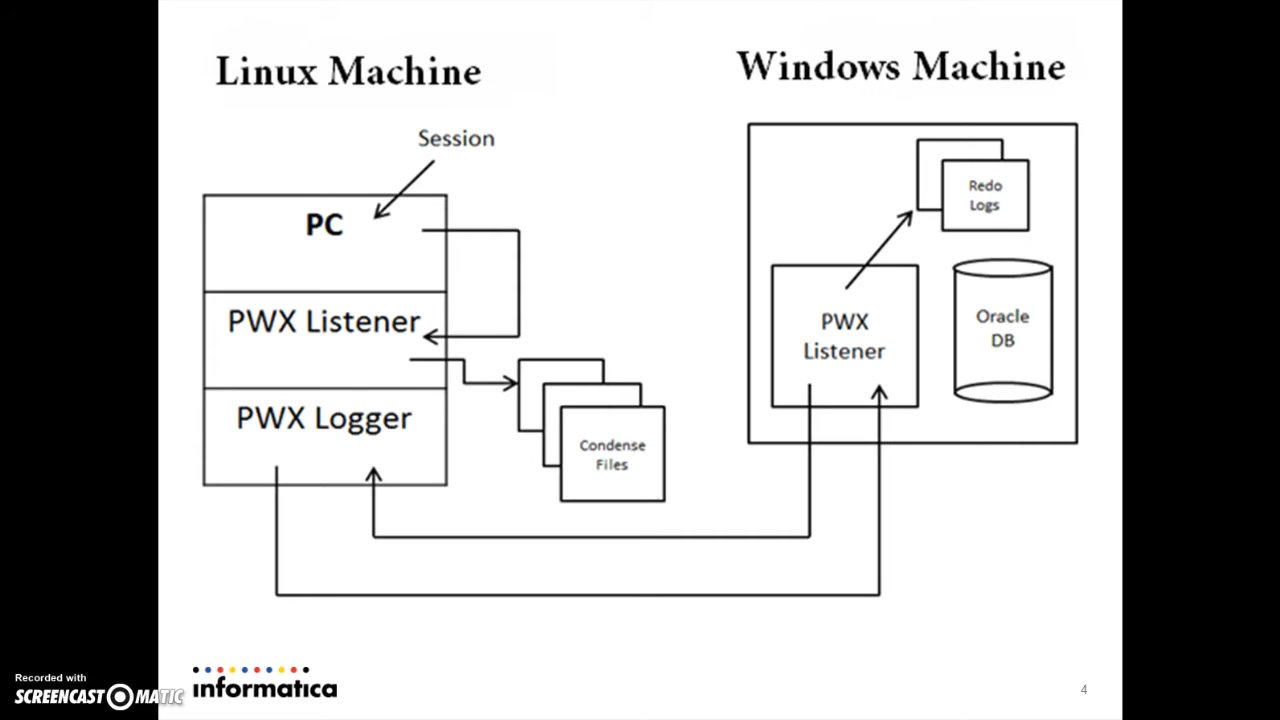 Linux Machine
Windows Machine
Session
PC
PWX Listener
PWX Logger
Condense
Files
Redo
Logs
PWX
Listener
Oracle
DB
informatica
4
Recorded with
SCREENCAST MATIC